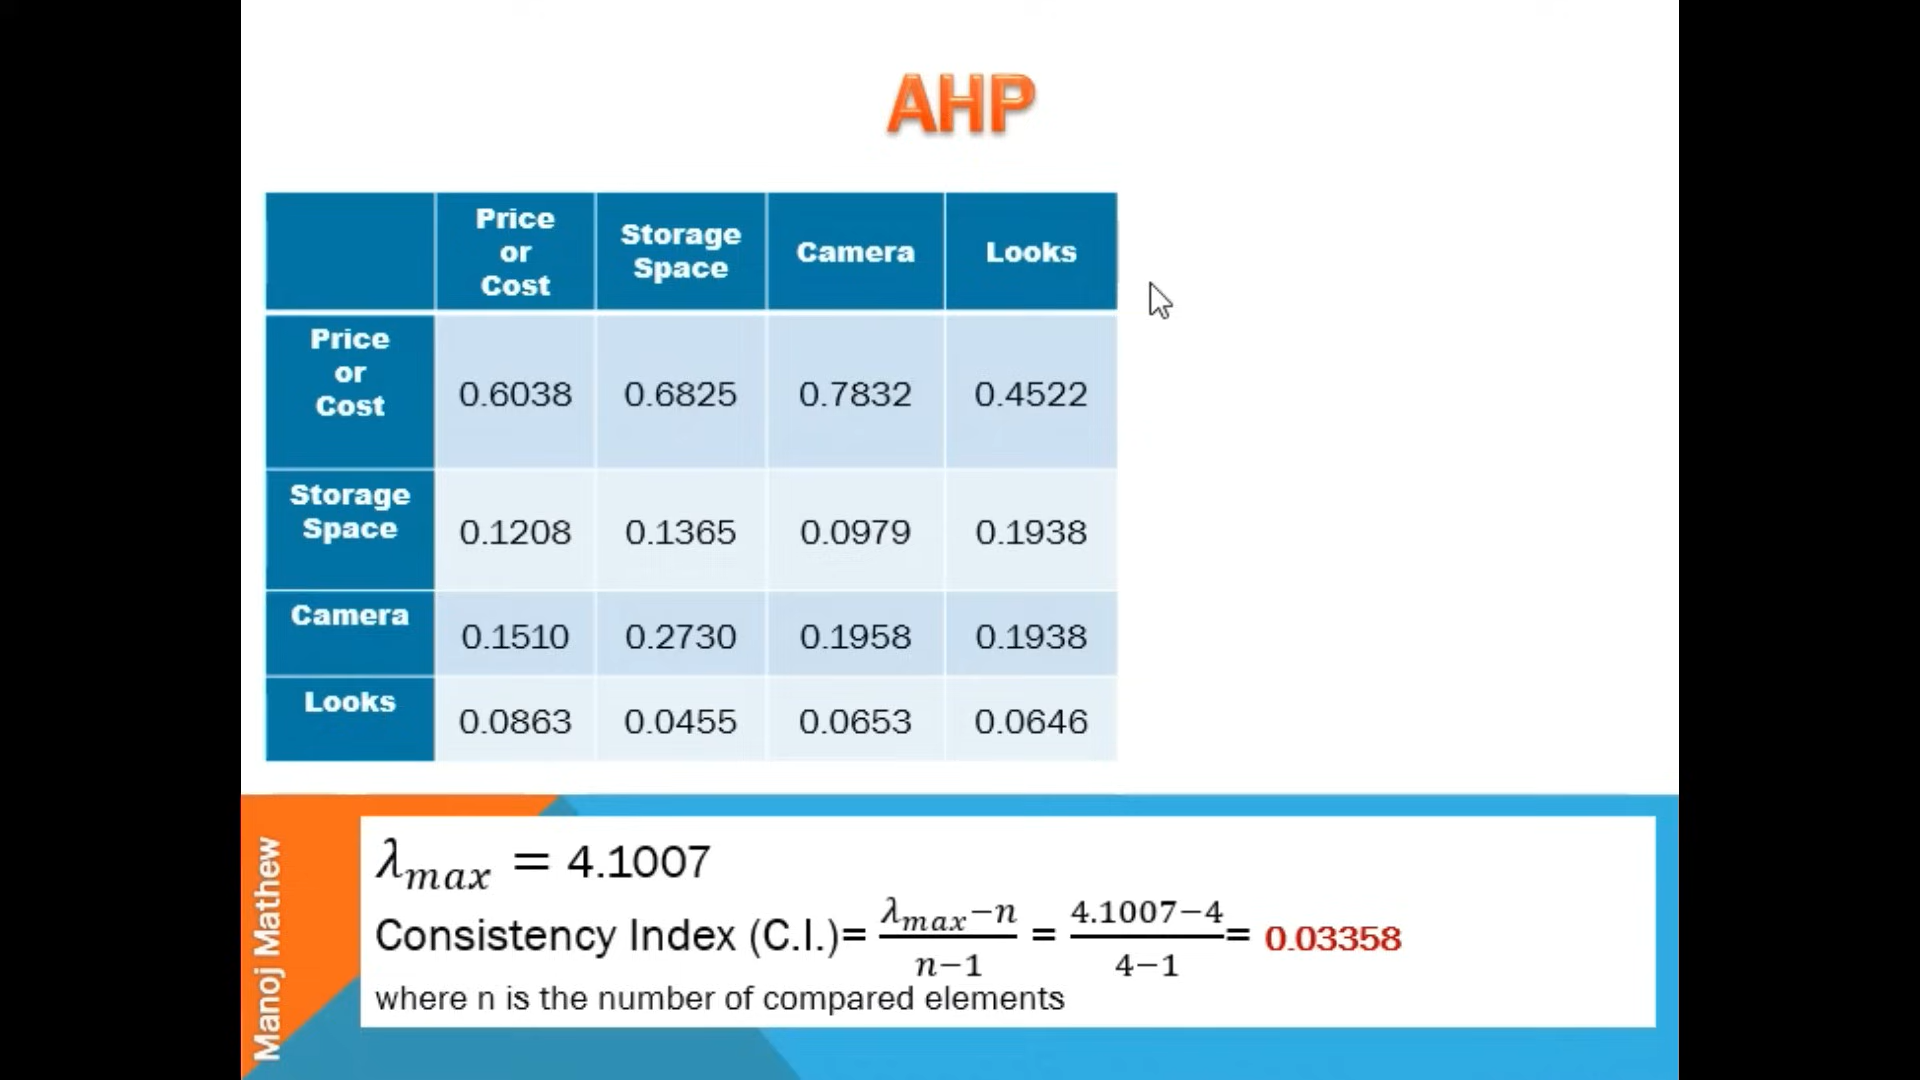 AHP
Price or Cost Storage Space Camera Looks
Price or Cost 0.6038 0.6825 0.7832 0.4522
Storage Space 0.1208 0.1365 0.0979 0.1938
Camera 0.1510 0.2730 0.1958 0.1938
Looks 0.0863 0.0455 0.0653 0.0646
λmax = 4.1007
Consistency Index (C.I.)= (λmax−n)/(n−1) = (4.1007−4)/(4−1) = 0.03358
where n is the number of compared elements
Manoj Mathew